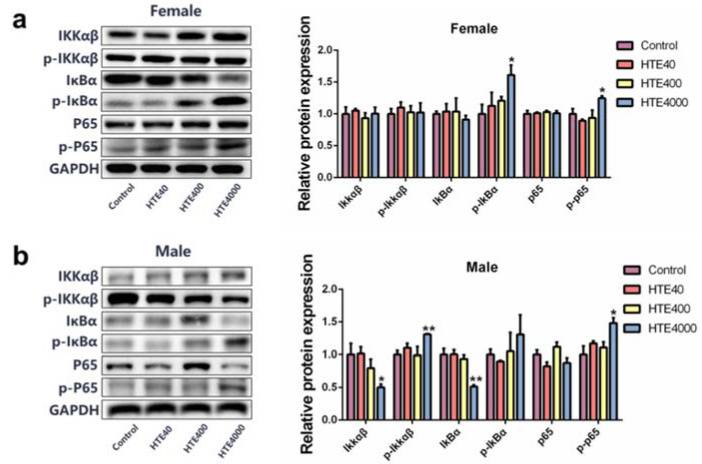 a
Female
IKKαβ
p-IKKαβ
IκBα
p-IκBα
P65
p-P65
GAPDH
Control HTE40 HTE400 HTE4000
Female
Relative protein expression
2.0
1.5
1.0
0.5
0.0
*
*
Ikkαβ p-Ikkαβ IkBα p-IkBα p65 p-p65
Control
HTE40
HTE400
HTE4000
b
Male
IKKαβ
p-IKKαβ
IκBα
p-IκBα
P65
p-P65
GAPDH
Control HTE40 HTE400 HTE4000
Male
Relative protein expression
2.0
1.5
1.0
0.5
0.0
*
**
**
*
Ikkαβ p-Ikkαβ IkBα p-IkBα p65 p-p65
Control
HTE40
HTE400
HTE4000